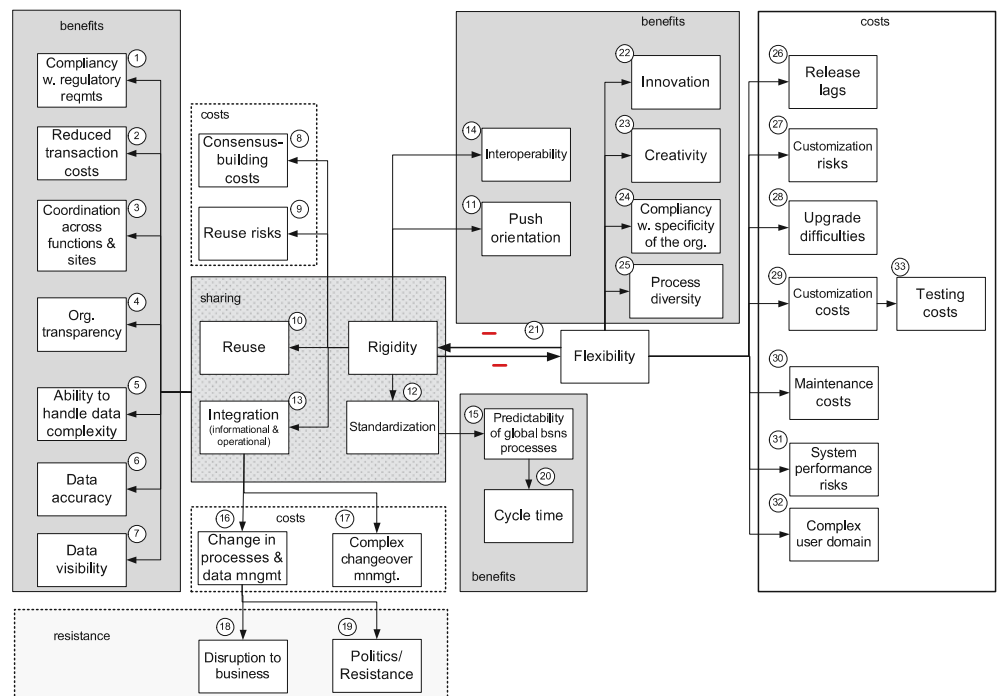 benefits
1
Compliancy
w. regulatory
reqmts
2
Reduced
transaction
costs
3
Coordination
across
functions &
sites
4
Org.
transparency
5
Ability to
handle data
complexity
6
Data
accuracy
7
Data
visibility
costs
8
Consensus-
building
costs
9
Reuse risks
sharing
10
Reuse
Rigidity
13
Integration
(informational &
operational)
12
Standardization
costs
16
Change in
processes &
data mngmt
17
Complex
changeover
mnmgt.
resistance
18
Disruption to
business
19
Politics/
Resistance
benefits
14
Interoperability
11
Push
orientation
22
Innovation
23
Creativity
24
Compliancy
w. specificity
of the org.
25
Process
diversity
21
Flexibility
15
Predictability
of global bsns
processes
20
Cycle time
benefits
costs
26
Release
lags
27
Customization
risks
28
Upgrade
difficulties
29
Customization
costs
33
Testing
costs
30
Maintenance
costs
31
System
performance
risks
32
Complex
user domain